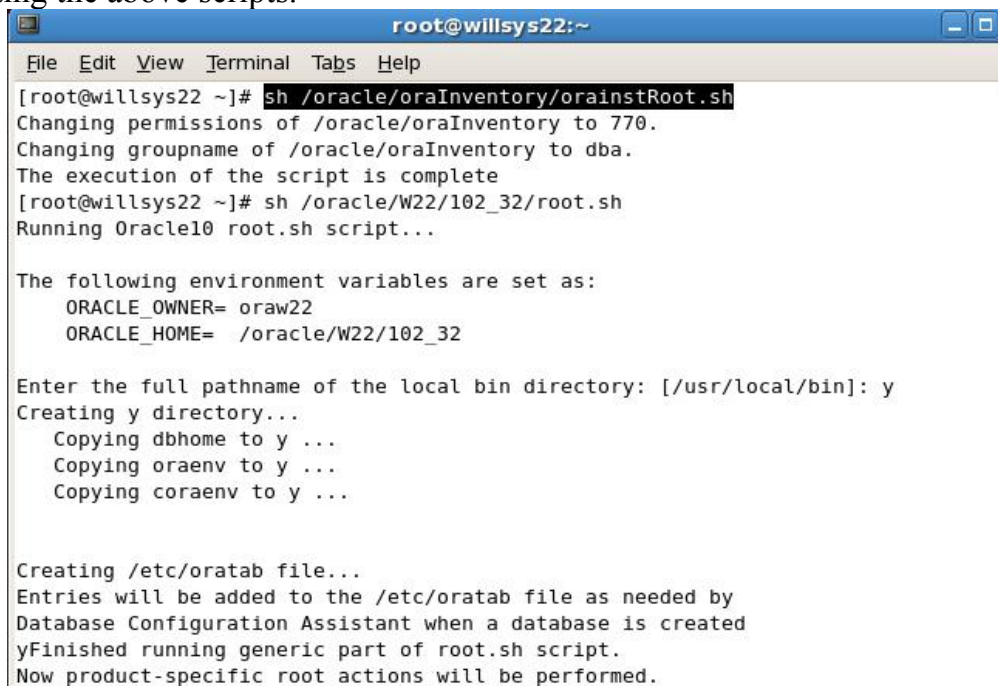 ng the above scripts.
root@willsys22:~
File Edit View Terminal Tabs Help
[root@willsys22 ~]# sh /oracle/oraInventory/orainstRoot.sh
Changing permissions of /oracle/oraInventory to 770.
Changing groupname of /oracle/oraInventory to dba.
The execution of the script is complete
[root@willsys22 ~]# sh /oracle/W22/102_32/root.sh
Running Oracle10 root.sh script...
The following environment variables are set as:
ORACLE_OWNER= oraw22
ORACLE_HOME=  /oracle/W22/102_32
Enter the full pathname of the local bin directory: [/usr/local/bin]: y
Creating y directory...
Copying dbhome to y ...
Copying oraenv to y ...
Copying coraenv to y ...
Creating /etc/oratab file...
Entries will be added to the /etc/oratab file as needed by
Database Configuration Assistant when a database is created
yFinished running generic part of root.sh script.
Now product-specific root actions will be performed.